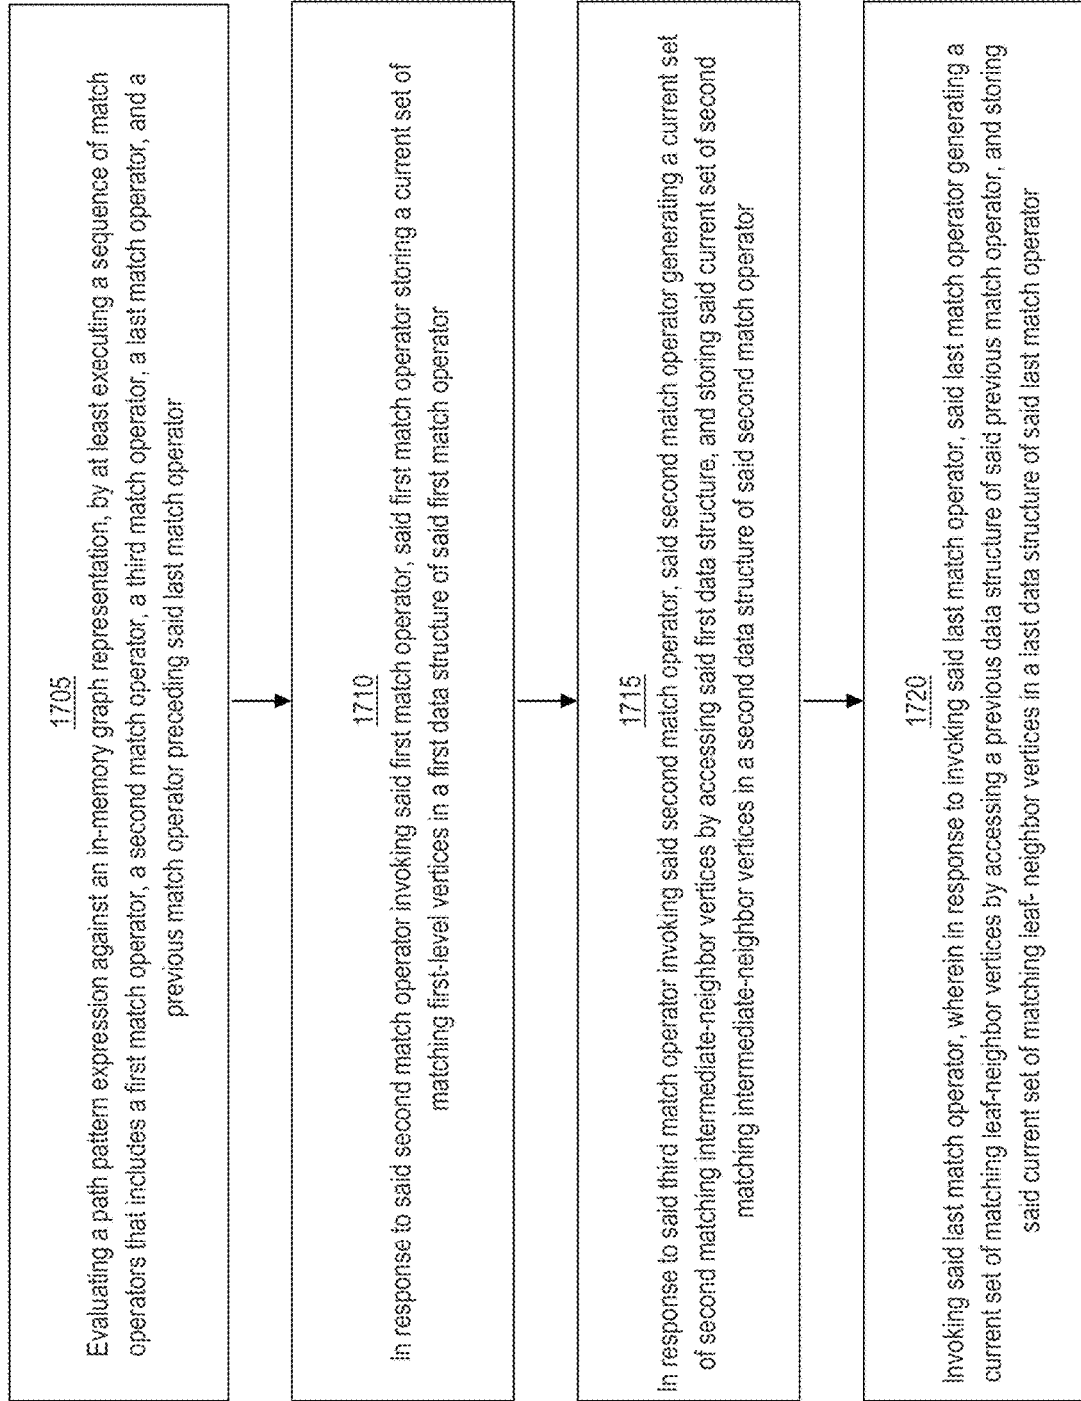 1705
Evaluating a path pattern expression against an in-memory graph representation, by at least executing a sequence of match
operators that includes a first match operator, a second match operator, a third match operator, a last match operator, and a
previous match operator preceding said last match operator
1710
In response to said second match operator invoking said first match operator, said first match operator storing a current set of
matching first-level vertices in a first data structure of said first match operator
1715
In response to said third match operator invoking said second match operator, said second match operator generating a current set
of second matching intermediate-neighbor vertices by accessing said first data structure, and storing said current set of second
matching intermediate-neighbor vertices in a second data structure of said second match operator
1720
Invoking said last match operator, wherein in response to invoking said last match operator, said last match operator generating a
current set of matching leaf-neighbor vertices by accessing a previous data structure of said previous match operator, and storing
said current set of matching leaf- neighbor vertices in a last data structure of said last match operator